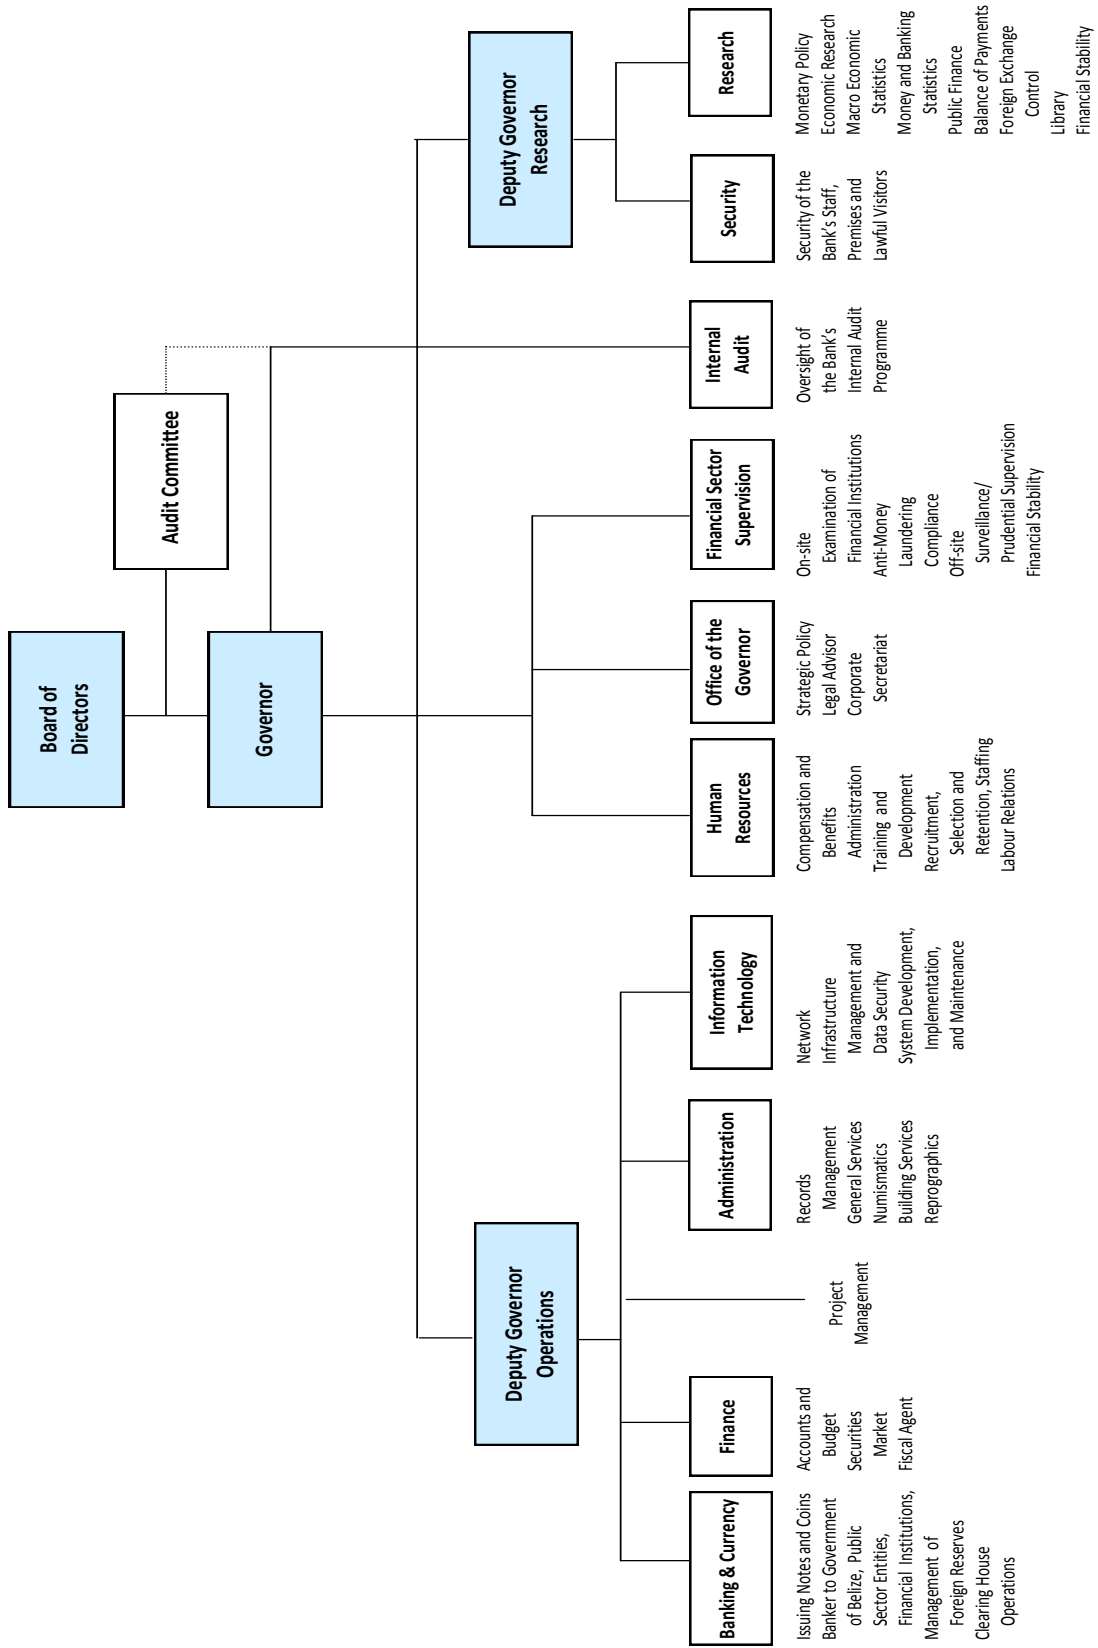 Board of
Directors
Audit Committee
Governor
Deputy Governor
Operations
Deputy Governor
Research
Banking & Currency
Issuing Notes and Coins
Banker to Government
of Belize, Public
Sector Entities,
Financial Institutions,
Management of
Foreign Reserves
Clearing House
Operations
Finance
Accounts and
Budget
Securities
Market
Fiscal Agent
Project
Management
Administration
Records
Management
General Services
Numismatics
Building Services
Reprographics
Information
Technology
Network
Infrastructure
Management and
Data Security
System Development,
Implementation,
and Maintenance
Human
Resources
Compensation and
Benefits
Administration
Training and
Development
Recruitment,
Selection and
Retention, Staffing
Labour Relations
Office of the
Governor
Strategic Policy
Legal Advisor
Corporate
Secretariat
Financial Sector
Supervision
On-site
Examination of
Financial Institutions
Anti-Money
Laundering
Compliance
Off-site
Surveillance/
Prudential Supervision
Financial Stability
Internal
Audit
Oversight of
the Bank's
Internal Audit
Programme
Security
Security of the
Bank's Staff,
Premises and
Lawful Visitors
Research
Monetary Policy
Economic Research
Macro Economic
Statistics
Money and Banking
Statistics
Public Finance
Balance of Payments
Foreign Exchange
Control
Library
Financial Stability